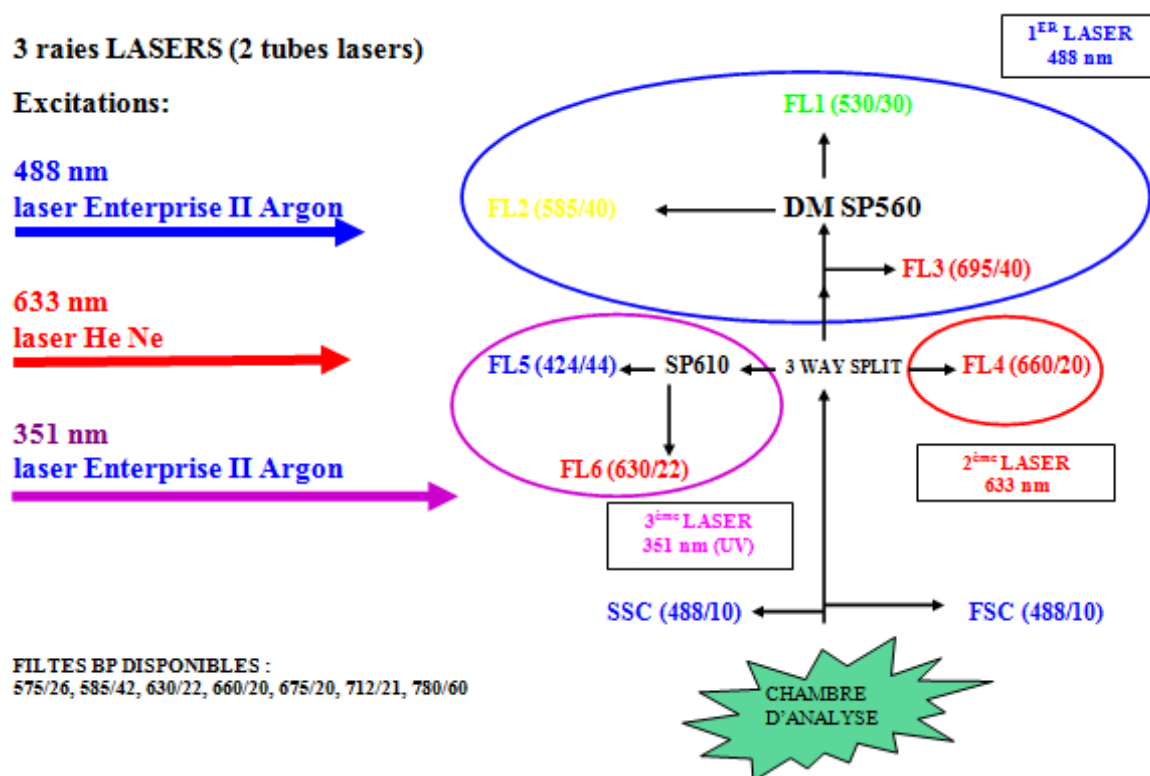 3 raies LASERS (2 tubes lasers)
Excitations:
488 nm
laser Enterprise II Argon
633 nm
laser He Ne
351 nm
laser Enterprise II Argon
FILTES BP DISPONIBLES :
575/26, 585/42, 630/22, 660/20, 675/20, 712/21, 780/60
1ER LASER
488 nm
FL1 (530/30)
FL2 (585/40)
DM SP560
FL3 (695/40)
FL5 (424/44)
SP610
3 WAY SPLIT
FL4 (660/20)
FL6 (630/22)
2ème LASER
633 nm
3ème LASER
351 nm (UV)
SSC (488/10)
FSC (488/10)
CHAMBRE
D'ANALYSE